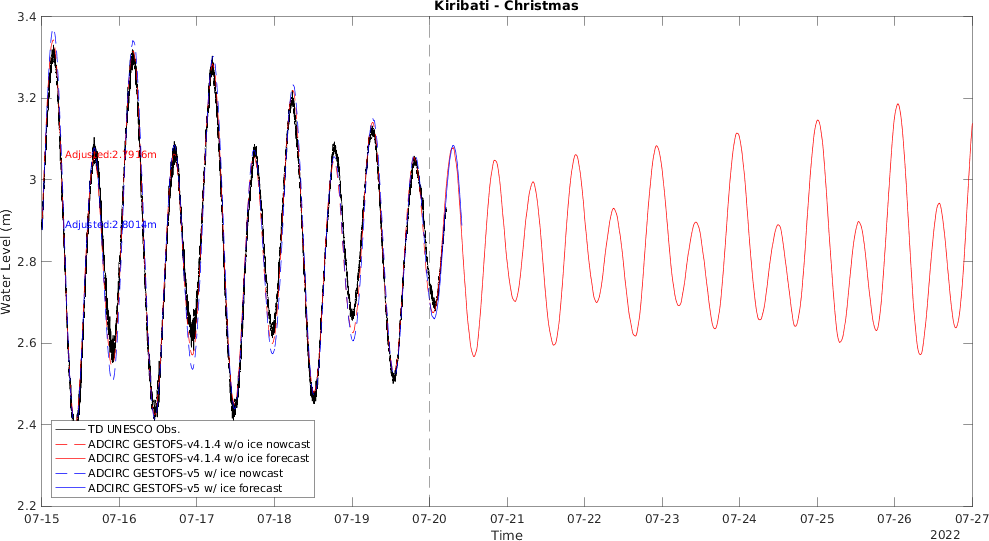 Kiribati - Christmas
3.4
3.2
3
2.8
2.6
2.4
2.2
Water Level (m)
Adjusted:2.7916m
Adjusted:2.8014m
TD UNESCO Obs.
ADCIRC GESTOFS-v4.1.4 w/o ice nowcast
ADCIRC GESTOFS-v4.1.4 w/o ice forecast
ADCIRC GESTOFS-v5 w/ ice nowcast
ADCIRC GESTOFS-v5 w/ ice forecast
07-15 07-16 07-17 07-18 07-19 07-20 07-21 07-22 07-23 07-24 07-25 07-26 07-27
Time
2022